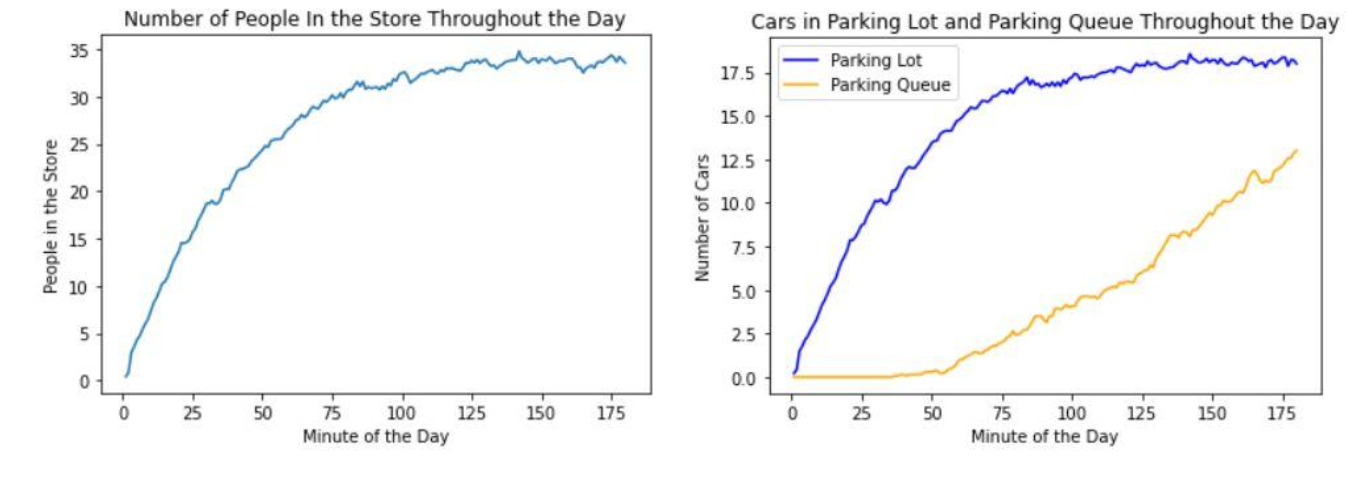 Number of People In the Store Throughout the Day
35
30
25
20
15
10
5
0
People in the Store
0 25 50 75 100 125 150 175
Minute of the Day
Cars in Parking Lot and Parking Queue Throughout the Day
Parking Lot
Parking Queue
17.5
15.0
12.5
10.0
7.5
5.0
2.5
0.0
Number of Cars
0 25 50 75 100 125 150 175
Minute of the Day